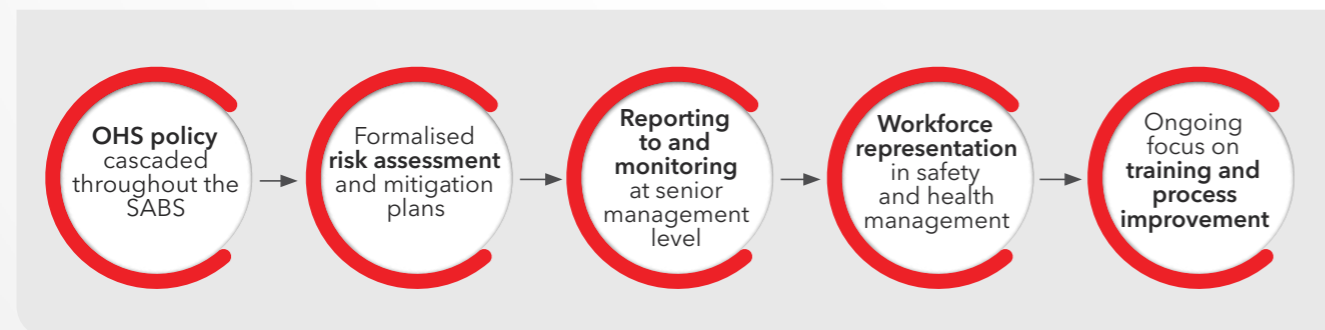 OHS policy
cascaded
throughout the
SABS
Formalised
risk assessment
and mitigation
plans
Reporting
to and
monitoring
at senior
management
level
Workforce
representation
in safety
and health
management
Ongoing
focus on
training and
process
improvement